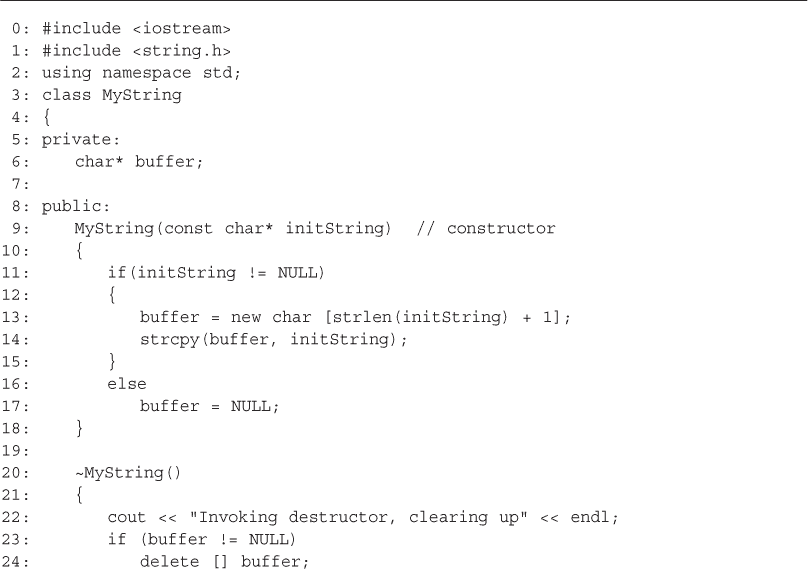 0: #include <iostream>
1: #include <string.h>
2: using namespace std;
3: class MyString
4: {
5: private:
6:    char* buffer;
7:
8: public:
9:    MyString(const char* initString)  // constructor
10:    {
11:       if(initString != NULL)
12:       {
13:          buffer = new char [strlen(initString) + 1];
14:          strcpy(buffer, initString);
15:       }
16:       else
17:          buffer = NULL;
18:    }
19:
20:    ~MyString()
21:    {
22:       cout << "Invoking destructor, clearing up" << endl;
23:       if (buffer != NULL)
24:          delete [] buffer;